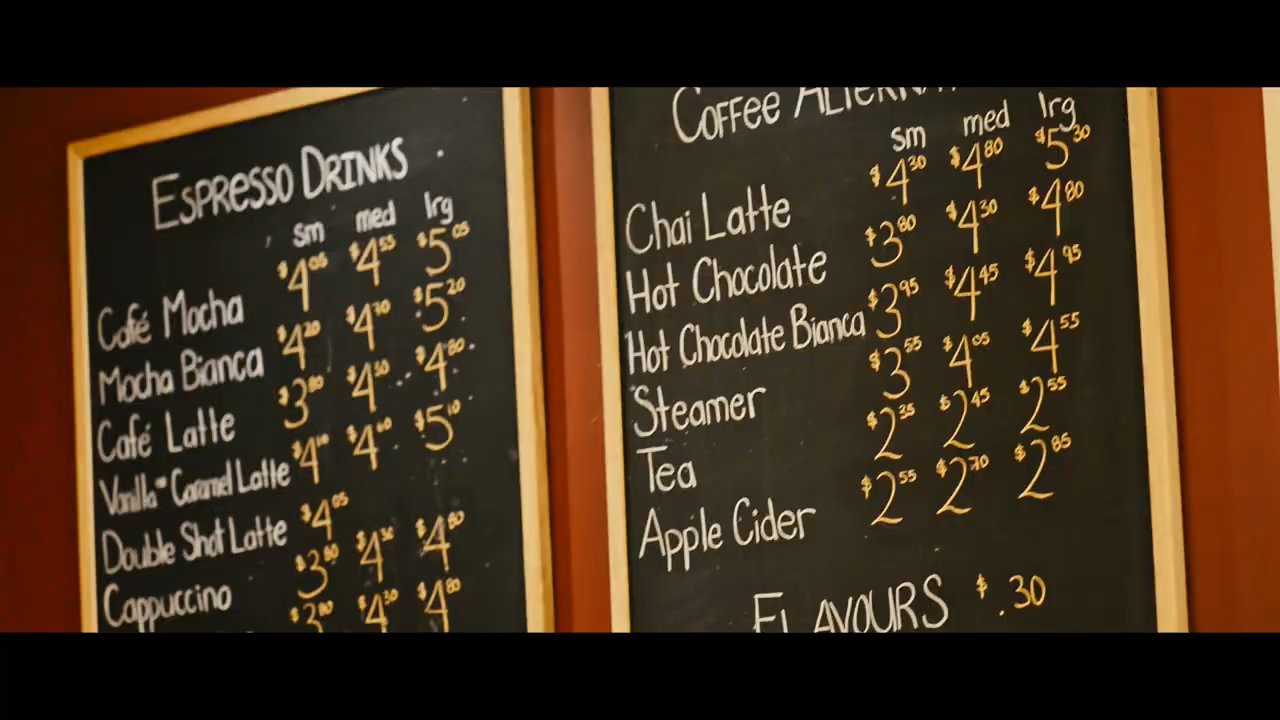 ESPRESSO DRINKS
sm med lrg
Café Mocha $4.05 $4.55 $5.05
Mocha Bianca $4.20 $4.70 $5.20
Café Latte $3.80 $4.30 $4.80
Vanilla-Caramel Latte $4.10 $4.60 $5.10
Double Shot Latte $4.05
Cappuccino $3.80 $4.30 $4.80
$3.80 $4.30 $4.80
COFFEE
sm med lrg
Chai Latte $4.30 $4.80 $5.30
Hot Chocolate $3.80 $4.30 $4.80
Hot Chocolate Bianca $3.95 $4.45 $4.95
Steamer $3.55 $4.05 $4.55
Tea $2.35 $2.45 $2.55
Apple Cider $2.55 $2.70 $2.85
FLAVOURS $.30